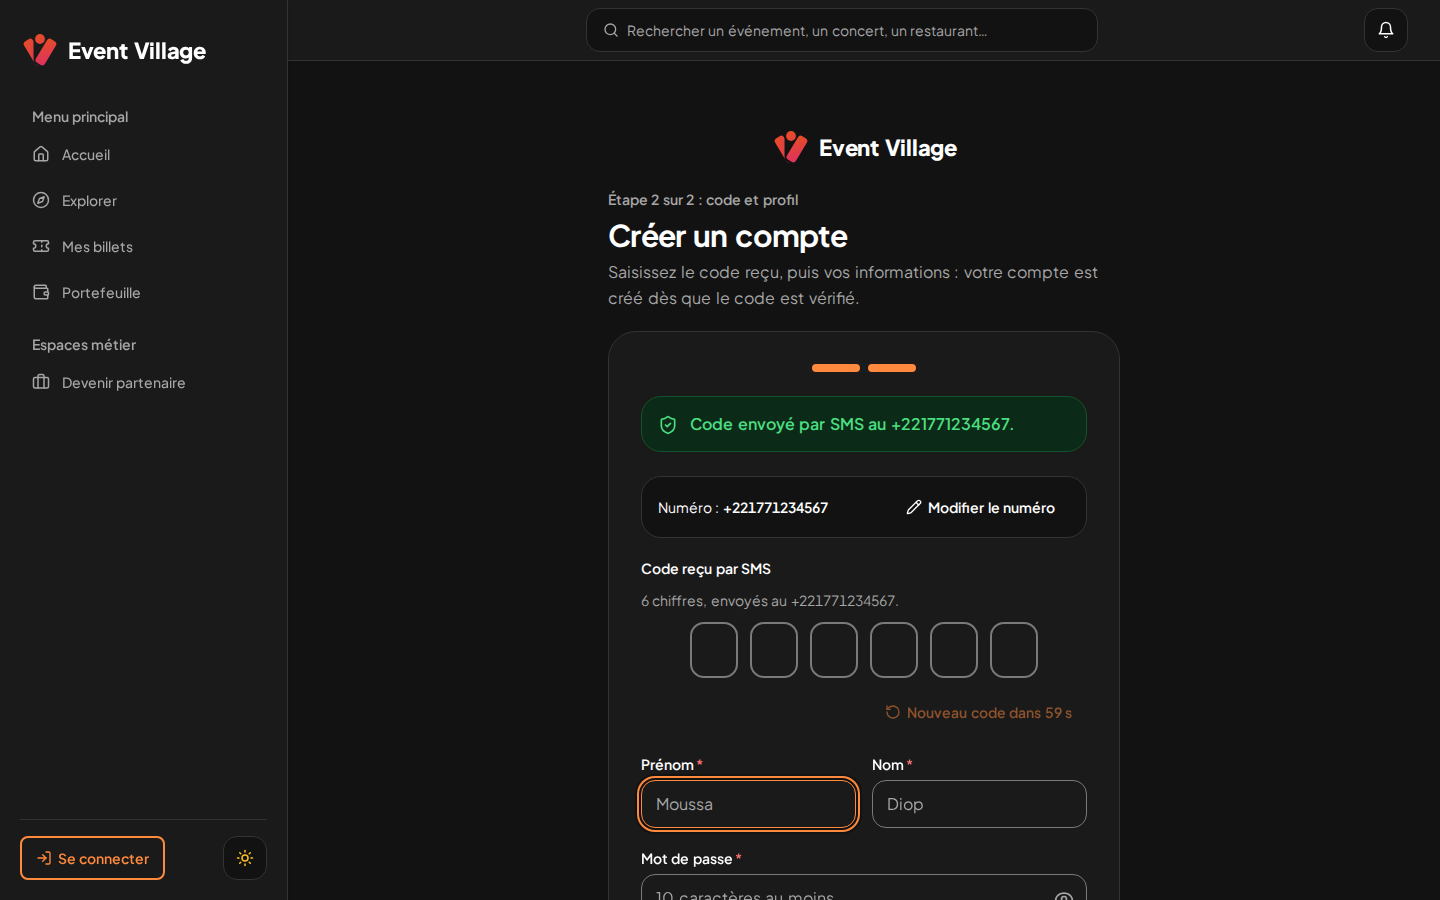 Event Village
Menu principal
Accueil
Explorer
Mes billets
Portefeuille
Espaces métier
Devenir partenaire
Se connecter
Rechercher un événement, un concert, un restaurant...
Event Village
Étape 2 sur 2 : code et profil
Créer un compte
Saisissez le code reçu, puis vos informations : votre compte est
créé dès que le code est vérifié.
Code envoyé par SMS au +221771234567.
Numéro : +221771234567
Modifier le numéro
Code reçu par SMS
6 chiffres, envoyés au +221771234567.
Nouveau code dans 59 s
Prénom *
Nom *
Moussa
Diop
Mot de passe *
10 caractères au moins